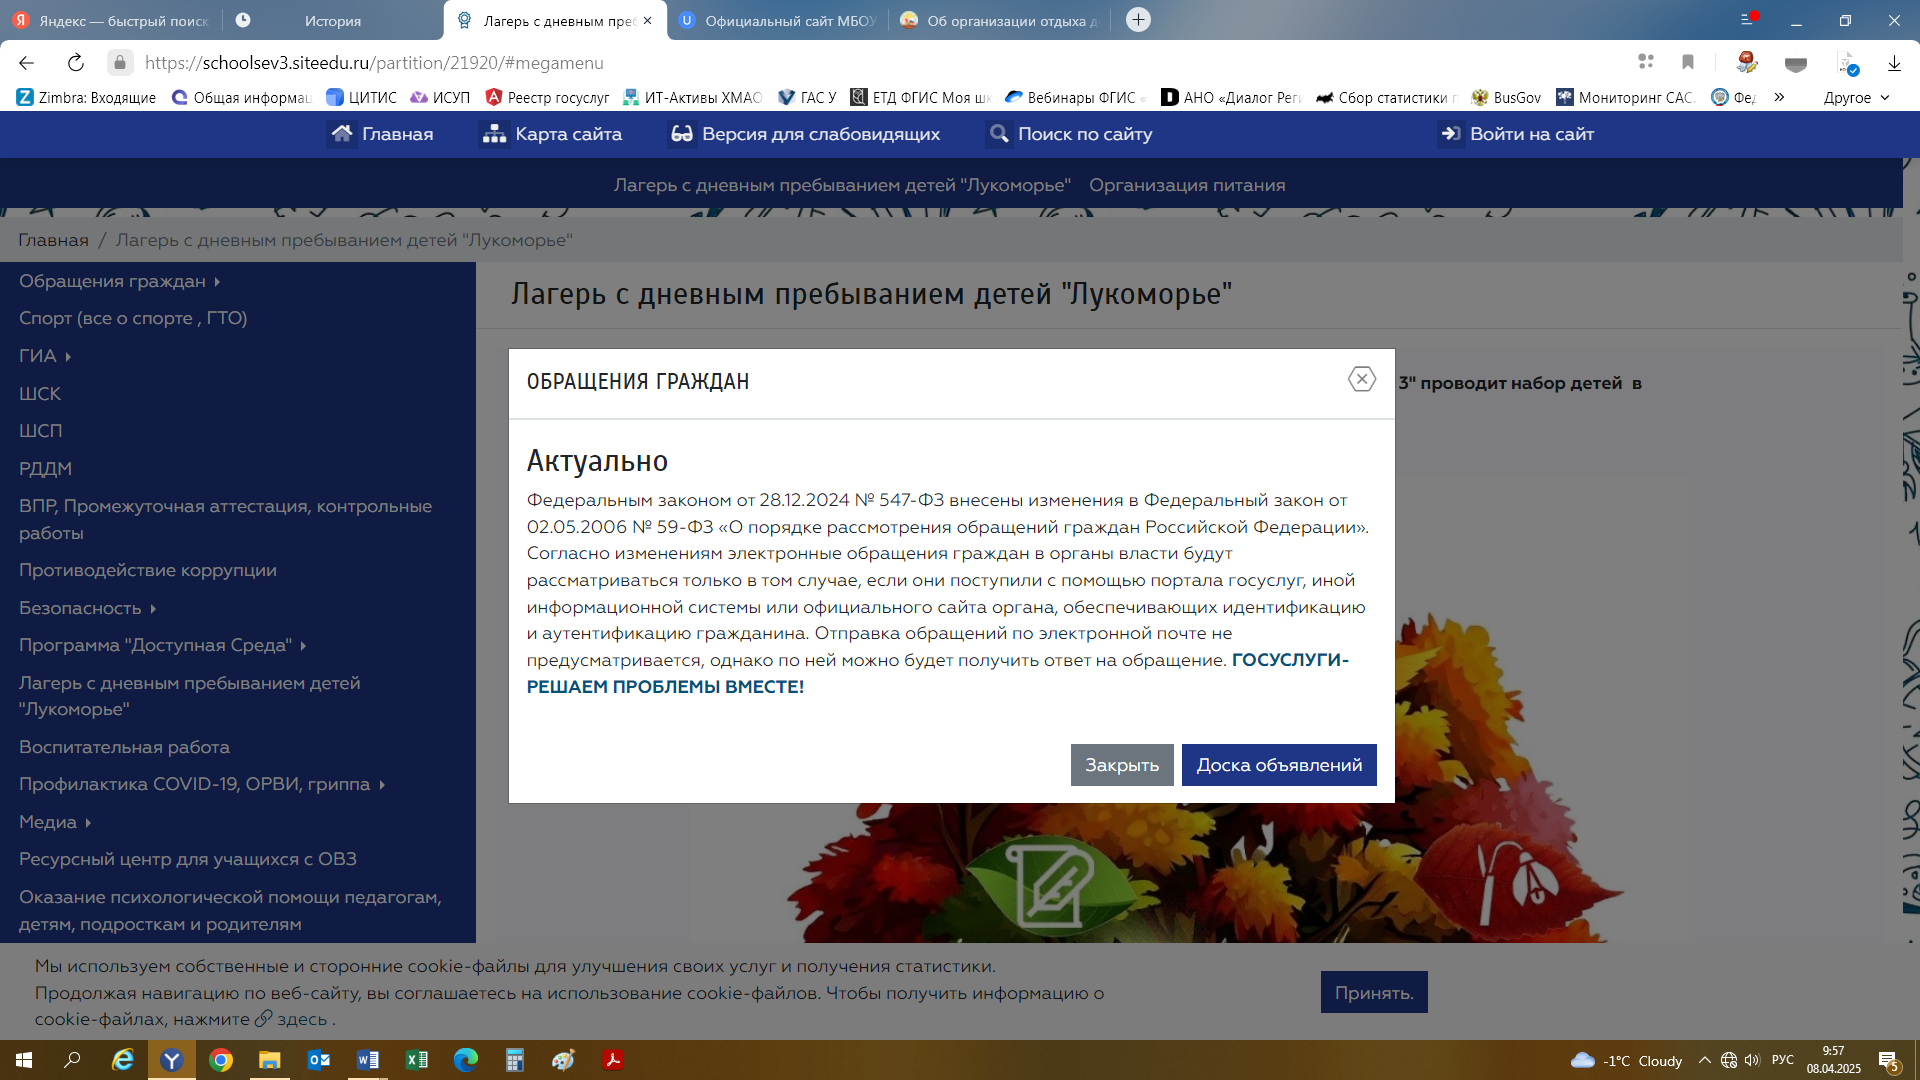 Яндекс — быстрый поиск
История
Лагерь с дневным
Официальный сайт МБОУ
Об организации отдыха
https://schoolsev3.siteedu.ru/partition/21920/#megamenu
Zimbra: Входящие
Общая
ЦИТИС
ИСУП
Реестр госуслуг
ИТ-Активы ХМАО
ГАС У
ЕТД ФГИС Моя
Вебинары ФГИС
АНО «Диалог
Сбор статистики
BusGov
Мониторинг САС.
Другое
Главная
Карта сайта
Версия для слабовидящих
Поиск по сайту
Войти на сайт
Лагерь с дневным пребыванием детей "Лукоморье"
Организация питания
Главная / Лагерь с дневным пребыванием детей "Лукоморье"
Обращения граждан
Спорт (все о спорте , ГТО)
ГИА
ШСК
ШСП
РДДМ
ВПР, Промежуточная аттестация, контрольные
работы
Противодействие коррупции
Безопасность
Программа "Доступная Среда"
Лагерь с дневным пребыванием детей
"Лукоморье"
Воспитательная работа
Профилактика COVID-19, ОРВИ, гриппа
Медиа
Ресурсный центр для учащихся с ОВЗ
Оказание психологической помощи педагогам,
детям, подросткам и родителям
Лагерь с дневным пребыванием детей "Лукоморье"
3" проводит набор детей в
ОБРАЩЕНИЯ ГРАЖДАН
Актуально
Федеральным законом от 28.12.2024 № 547-ФЗ внесены изменения в Федеральный закон от
02.05.2006 № 59-ФЗ «О порядке рассмотрения обращений граждан Российской Федерации».
Согласно изменениям электронные обращения граждан в органы власти будут
рассматриваться только в том случае, если они поступили с помощью портала госуслуг, иной
информационной системы или официального сайта органа, обеспечивающих идентификацию
и аутентификацию гражданина. Отправка обращений по электронной почте не
предусматривается, однако по ней можно будет получить ответ на обращение. ГОСУСЛУГИ-
РЕШАЕМ ПРОБЛЕМЫ ВМЕСТЕ!
Закрыть
Доска объявлений
Мы используем собственные и сторонние cookie-файлы для улучшения своих услуг и получения статистики.
Продолжая навигацию по веб-сайту, вы соглашаетесь на использование cookie-файлов. Чтобы получить информацию о
cookie-файлах, нажмите здесь .
Принять.
-1°C Cloudy
РУС
9:57
08.04.2025
5